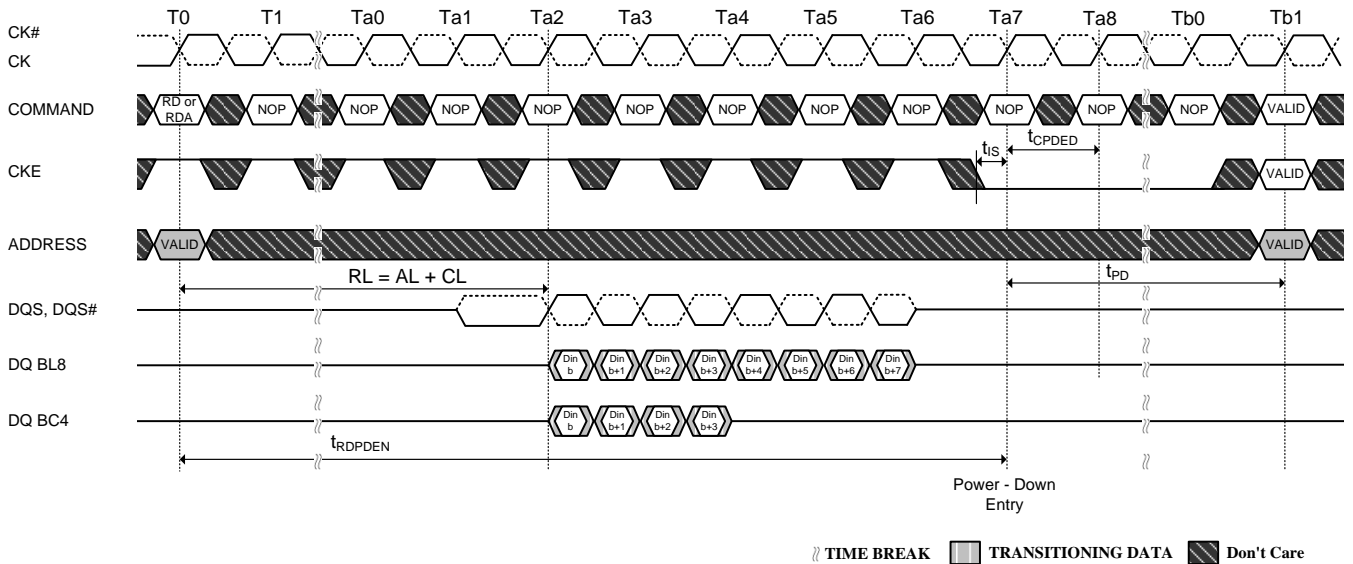 T0 T1 Ta0 Ta1 Ta2 Ta3 Ta4 Ta5 Ta6 Ta7 Ta8 Tb0 Tb1
CK#
CK
COMMAND
RD or
RDA
NOP NOP NOP NOP NOP NOP NOP NOP NOP NOP NOP VALID
tIS
tCPDED
CKE
VALID
ADDRESS
VALID
VALID
RL = AL + CL
tPD
DQS, DQS#
DQ BL8
Din Din Din Din Din Din Din Din
b b+1 b+2 b+3 b+4 b+5 b+6 b+7
DQ BC4
Din Din Din Din
b b+1 b+2 b+3
tRDPDEN
Power - Down
Entry
TIME BREAK TRANSITIONING DATA Don't Care